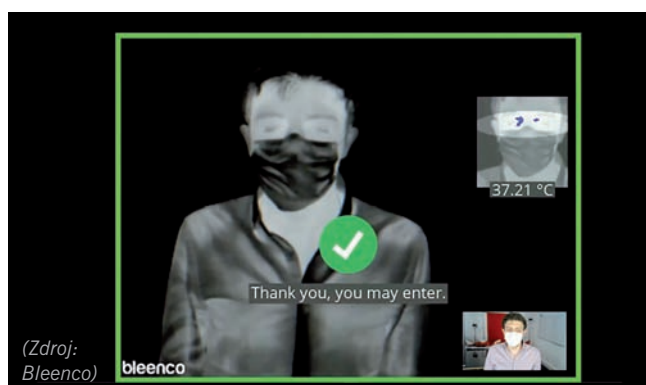 37.21 °C
Thank you, you may enter.
(Zdroj:
Bleenco)
bleenco